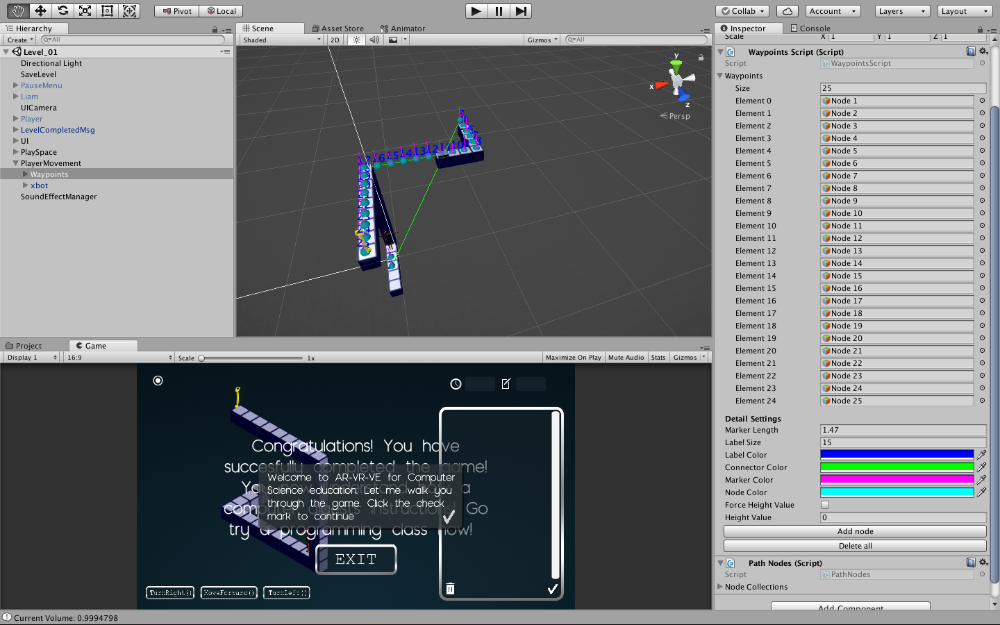 Pivot
Local
Collab
Account
Layers
Layout
Hierarchy
Create
All
Level_01
Directional Light
SaveLevel
PauseMenu
Liam
UICamera
Player
LevelCompletedMsg
UI
PlaySpace
PlayerMovement
Waypoints
xbot
SoundEffectManager
Scene
Asset Store
Animator
Shaded
2D
Gizmos
All
y
x
z
Persp
16 15 14 13 12
Project
Game
Display 1
16:9
Scale
1x
Maximize On Play
Mute Audio
Stats
Gizmos
Congratulations! You have
succesfully completed the game!
Go
try a programming class now!
Welcome to AR-VR-VE for Computer
Science education. Let me walk you
through the game. Click the check
mark to continue
EXIT
TurnRight()
MoveForward()
TurnLeft()
Inspector
Console
Scale
X 1
Y 1
Z 1
Waypoints Script (Script)
Script
WaypointsScript
Waypoints
Size 25
Element 0 Node 1
Element 1 Node 2
Element 2 Node 3
Element 3 Node 4
Element 4 Node 5
Element 5 Node 6
Element 6 Node 7
Element 7 Node 8
Element 8 Node 9
Element 9 Node 10
Element 10 Node 11
Element 11 Node 12
Element 12 Node 13
Element 13 Node 14
Element 14 Node 15
Element 15 Node 16
Element 16 Node 17
Element 17 Node 18
Element 18 Node 19
Element 19 Node 20
Element 20 Node 21
Element 21 Node 22
Element 22 Node 23
Element 23 Node 24
Element 24 Node 25
Detail Settings
Marker Length 1.47
Label Size 15
Label Color
Connector Color
Marker Color
Node Color
Force Height Value
Height Value 0
Add node
Delete all
Path Nodes (Script)
Script
PathNodes
Node Collections
Add Component
Current Volume: 0.9994798